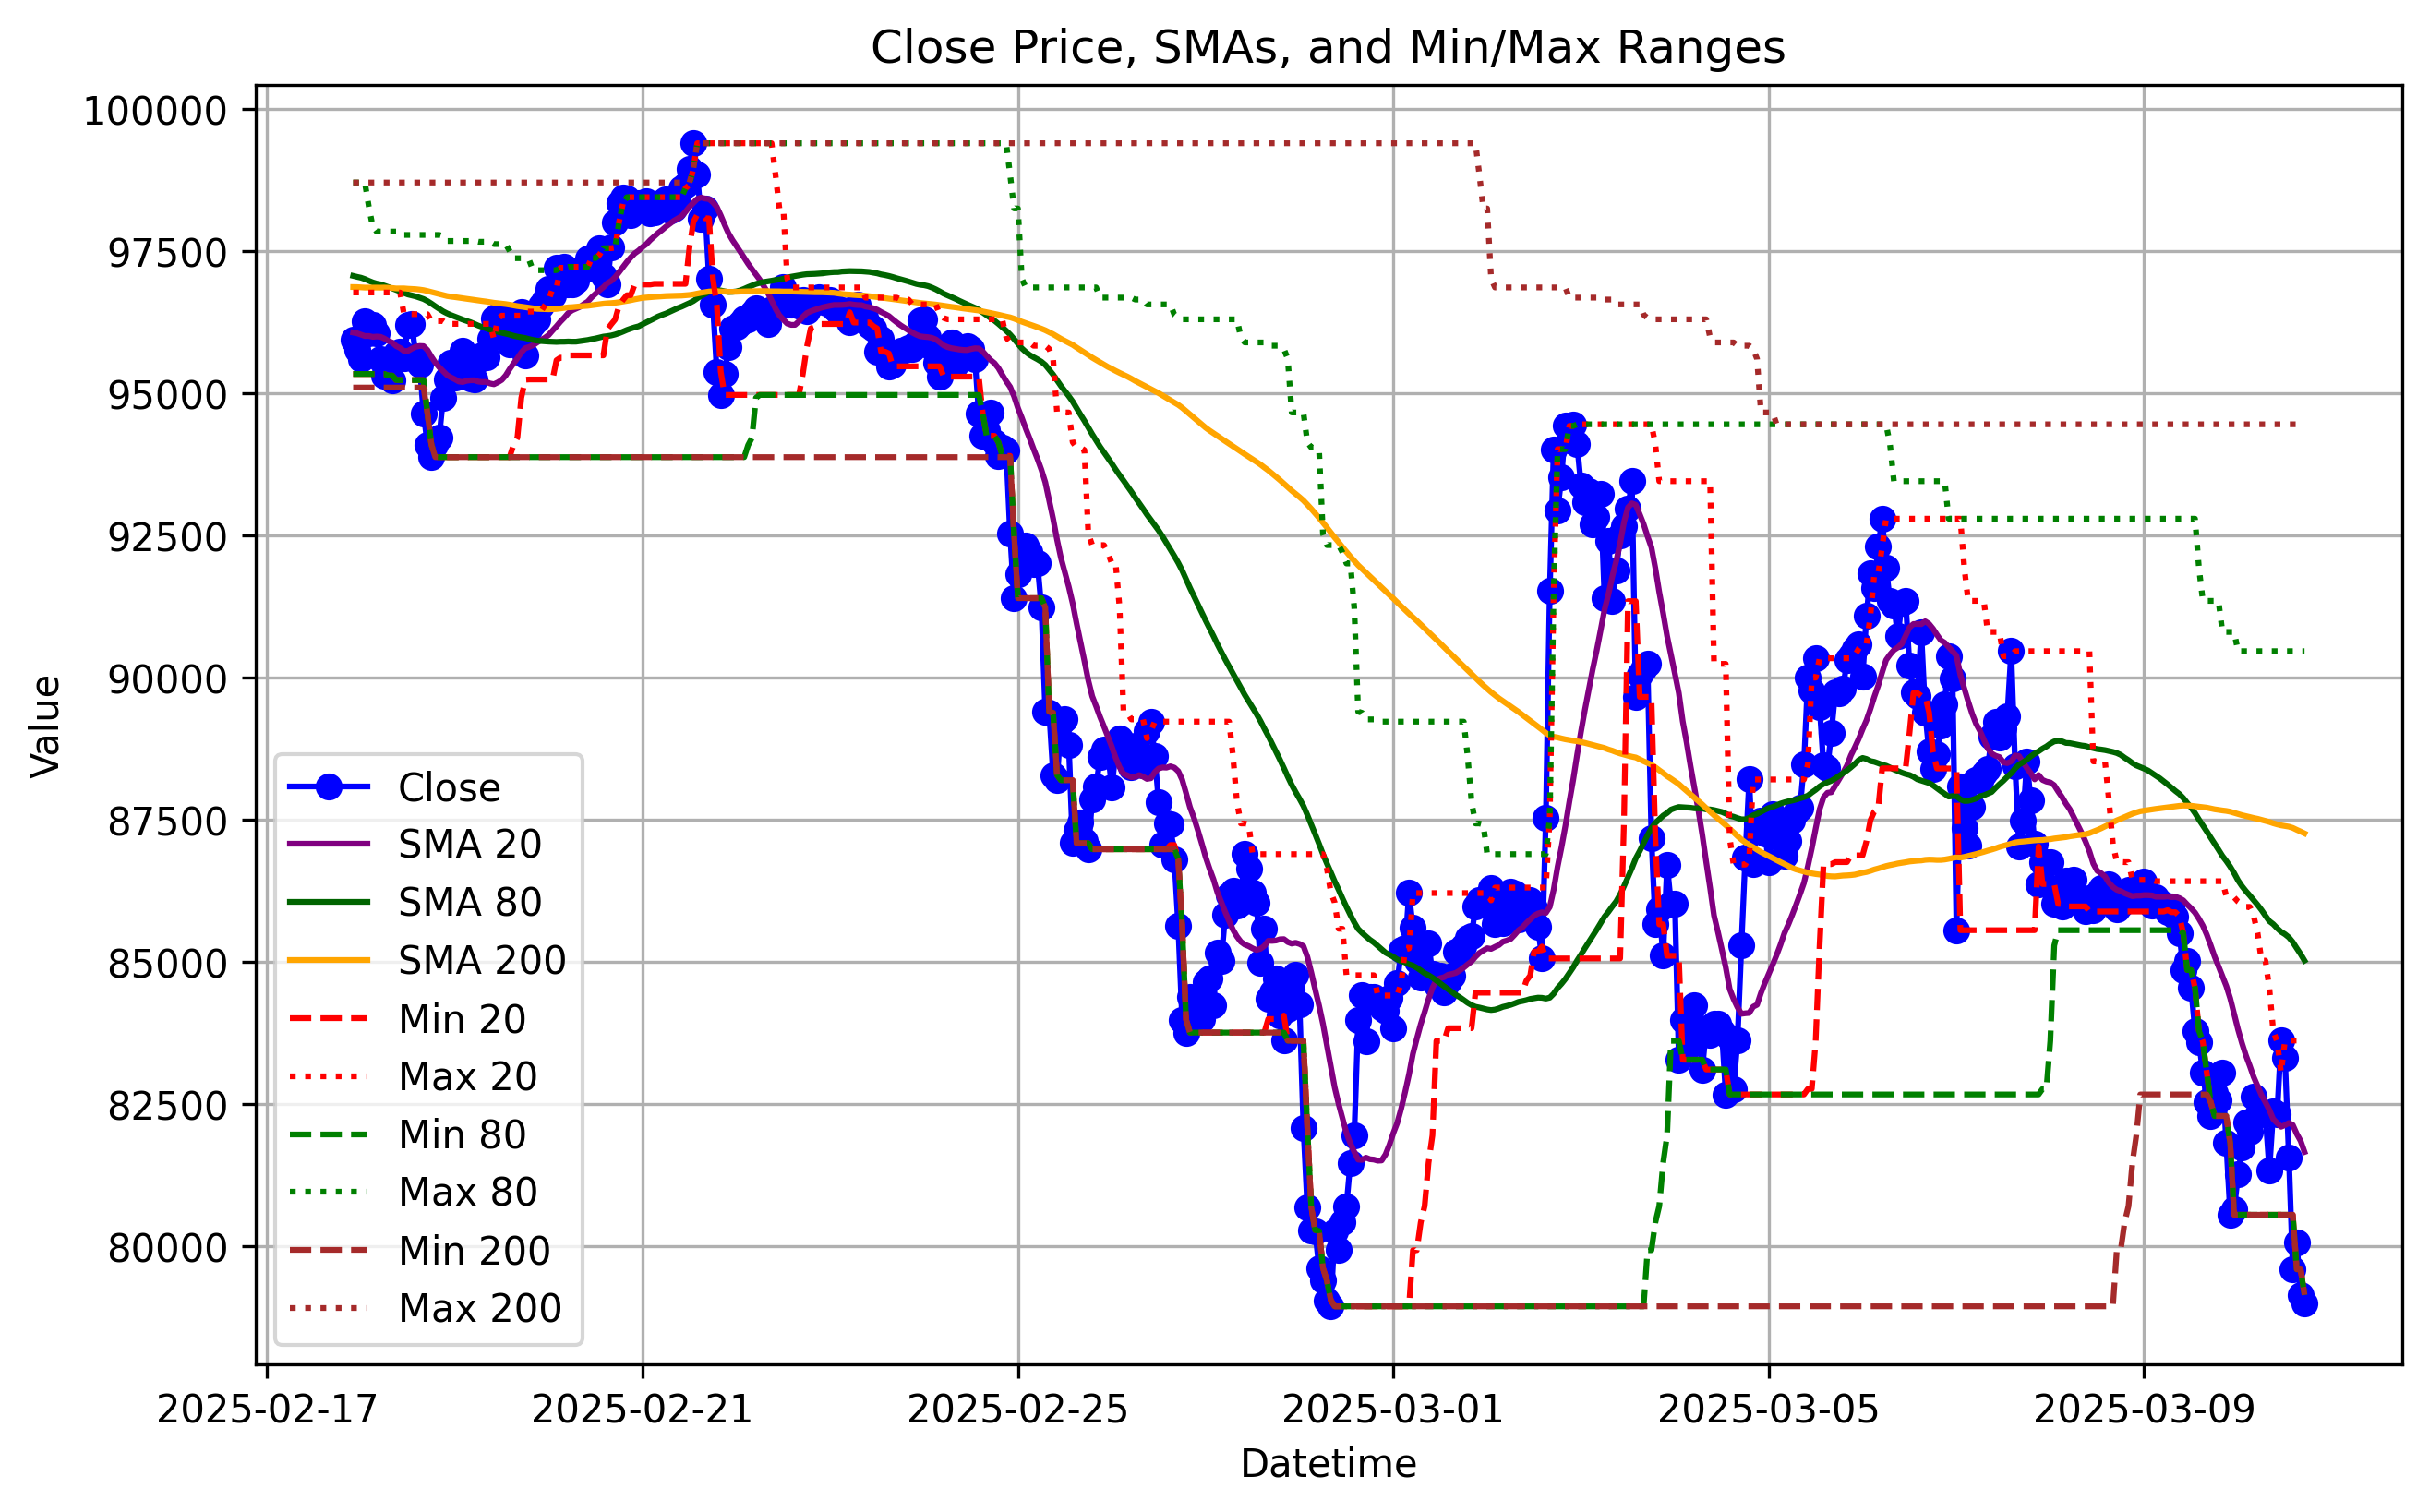 Close Price, SMAs, and Min/Max Ranges
100000
97500
95000
92500
90000
87500
85000
82500
80000
Value
Close
SMA 20
SMA 80
SMA 200
Min 20
Max 20
Min 80
Max 80
Min 200
Max 200
2025-02-17 2025-02-21 2025-02-25 2025-03-01 2025-03-05 2025-03-09
Datetime